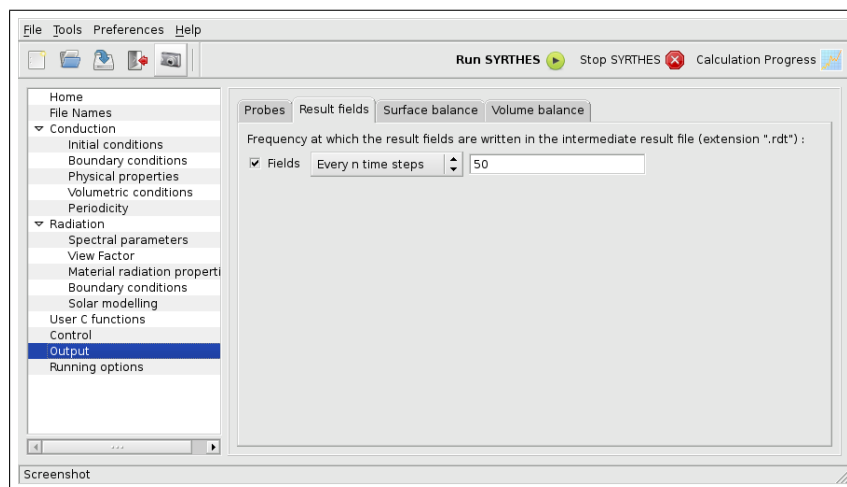 File Tools Preferences Help
Run SYRTHES Stop SYRTHES Calculation Progress
Home
File Names
Conduction
Initial conditions
Boundary conditions
Physical properties
Volumetric conditions
Periodicity
Radiation
Spectral parameters
View Factor
Material radiation properti
Boundary conditions
Solar modelling
User C functions
Control
Output
Running options
Probes Result fields Surface balance Volume balance
Frequency at which the result fields are written in the intermediate result file (extension ".rdt") :
Fields Every n time steps 50
Screenshot